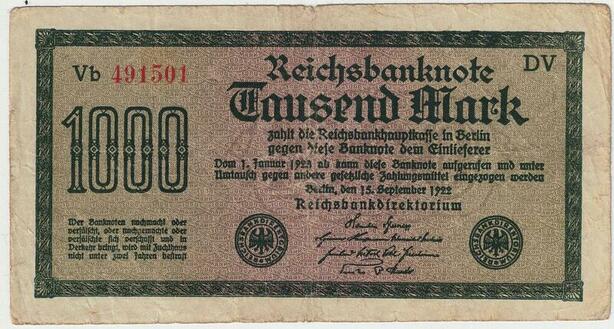 Vb 491501
DV
Reichsbanknote
Tausend Mark
1000
zahlt die Reichsbankhauptkasse in Berlin
gegen diese Banknote dem Einlieferer
Vom 1. Januar 1923 ab kann diese Banknote aufgerufen und unter
Umtausch gegen andere gesetzliche Zahlungsmittel eingezogen werden
Berlin, den 15. September 1922
Reichsbankdirektorium
Wer Banknoten nachmacht oder
verfälscht, oder nachgemachte oder
verfälschte sich verschafft und in
Verkehr bringt, wird mit Zuchthaus
nicht unter zwei Jahren bestraft
REICHSBANKDIREKTORIUM
REICHSBANKDIREKTORIUM